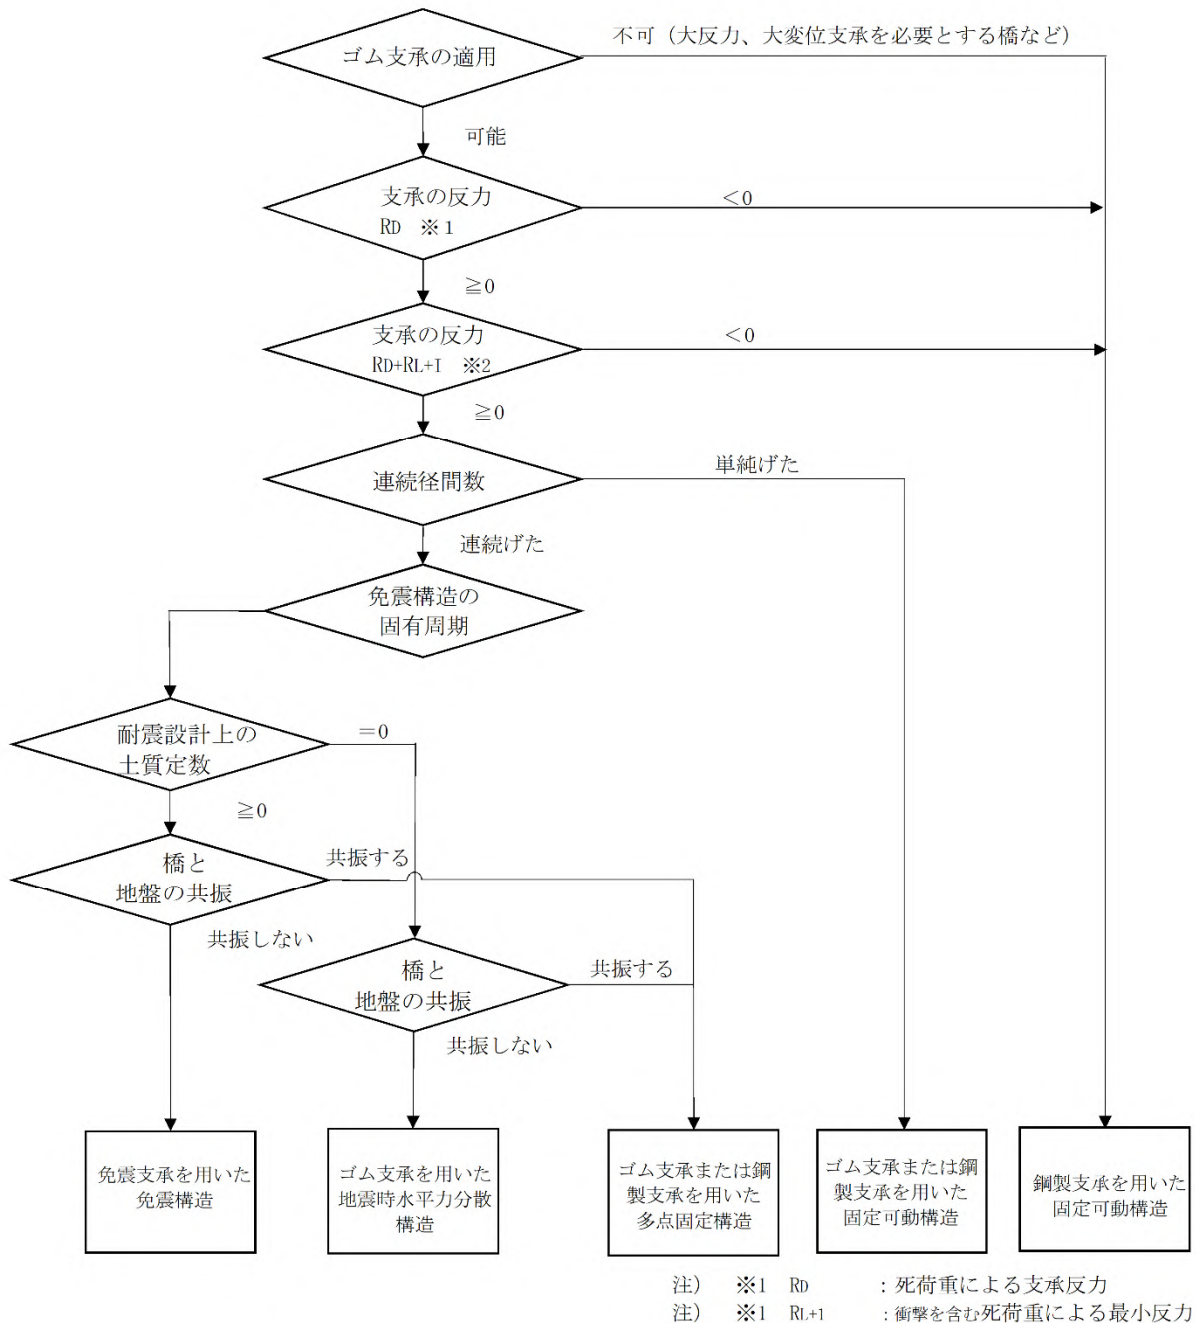 ゴム支承の適用
不可（大反力、大変位支承を必要とする橋など）
可能
支承の反力
RD ※1
<0
≧0
支承の反力
RD+RL+I ※2
<0
≧0
連続径間数
単純げた
連続げた
免震構造の
固有周期
耐震設計上の
土質定数
=0
≧0
橋と
地盤の共振
共振する
共振しない
橋と
地盤の共振
共振する
共振しない
免震支承を用いた
免震構造
ゴム支承を用いた
地震時水平力分散
構造
ゴム支承または鋼
製支承を用いた
多点固定構造
ゴム支承または鋼
製支承を用いた
固定可動構造
鋼製支承を用いた
固定可動構造
注） ※1 RD ：死荷重による支承反力
注） ※1 RL+1 ：衝撃を含む死荷重による最小反力